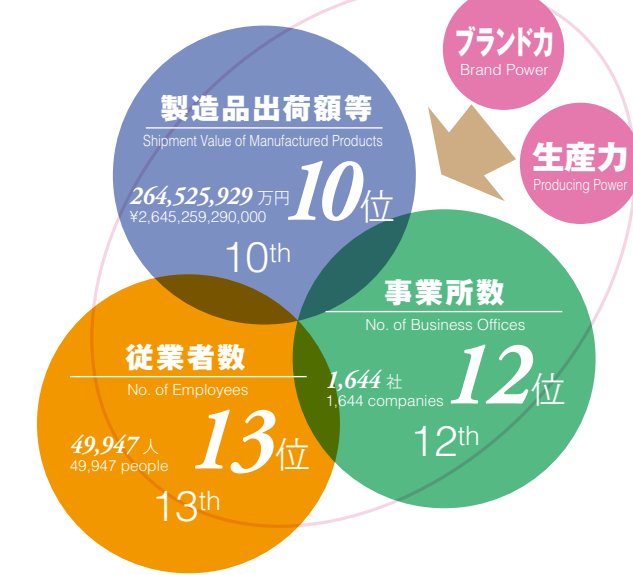 ブランド力
Brand Power
生産力
Producing Power
製造品出荷額等
Shipment Value of Manufactured Products
264,525,929 万円
¥2,645,259,290,000
10位
10th
事業所数
No. of Business Offices
1,644 社
1,644 companies
12位
12th
従業者数
No. of Employees
49,947 人
49,947 people
13位
13th